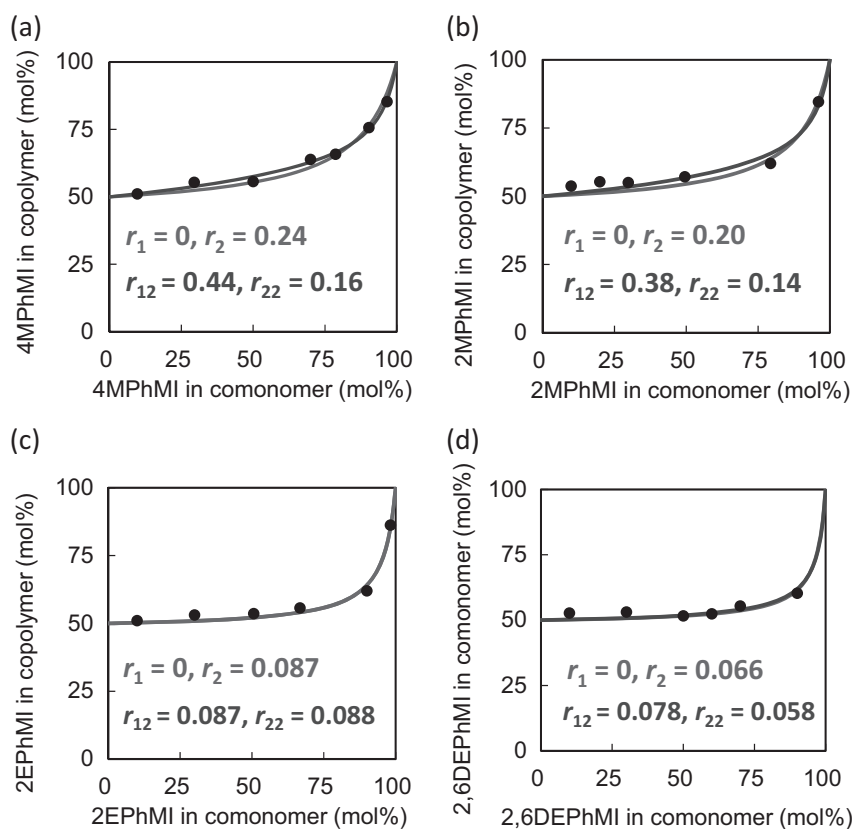 (a)
4MPhMI in copolymer (mol%)
100
75
50
25
0
r1 = 0, r2 = 0.24
r12 = 0.44, r22 = 0.16
0 25 50 75 100
4MPhMI in comonomer (mol%)
(b)
2MPhMI in copolymer (mol%)
100
75
50
25
0
r1 = 0, r2 = 0.20
r12 = 0.38, r22 = 0.14
0 25 50 75 100
2MPhMI in comonomer (mol%)
(c)
2EPhMI in copolymer (mol%)
100
75
50
25
0
r1 = 0, r2 = 0.087
r12 = 0.087, r22 = 0.088
0 25 50 75 100
2EPhMI in comonomer (mol%)
(d)
2,6DEPhMI in comonomer (mol%)
100
75
50
25
0
r1 = 0, r2 = 0.066
r12 = 0.078, r22 = 0.058
0 25 50 75 100
2,6DEPhMI in comonomer (mol%)